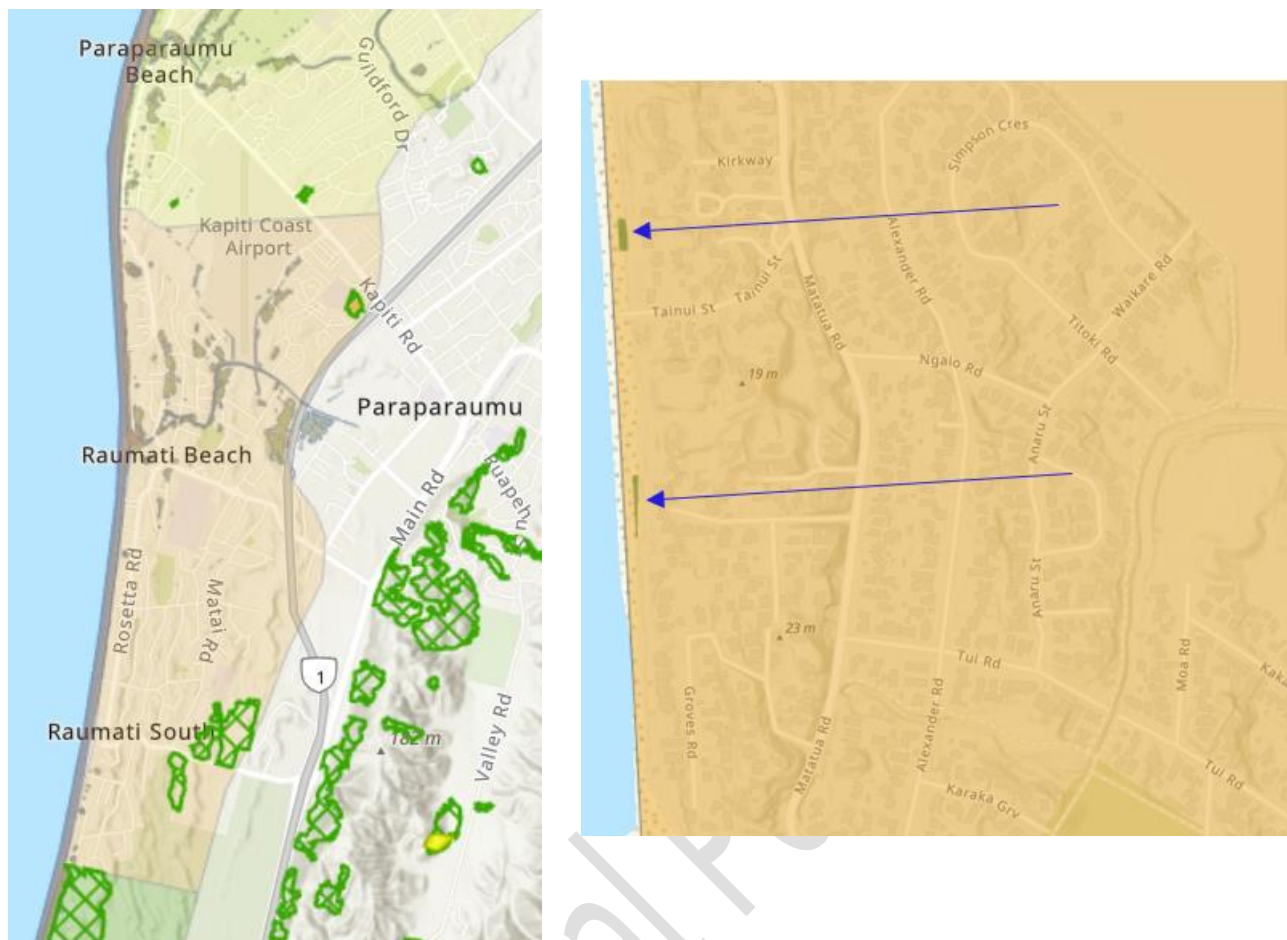 Paraparaumu
Beach
Guildford Dr
Kapiti Coast
Airport
Kapiti Rd
Paraparaumu
Raumati Beach
Main Rd
Rosetta Rd
Matai Rd
1
Raumati South
182 m
Valley Rd
Simpson Cres
Kirkway
Alexander Rd
Waikare Rd
Tainui St
Tainui St
Matatua Rd
Titoki Rd
Ngaio Rd
19 m
Anaru St
Anaru St
23 m
Tui Rd
Moa Rd
Groves Rd
Alexander Rd
Matatua Rd
Tui Rd
Karaka Grv